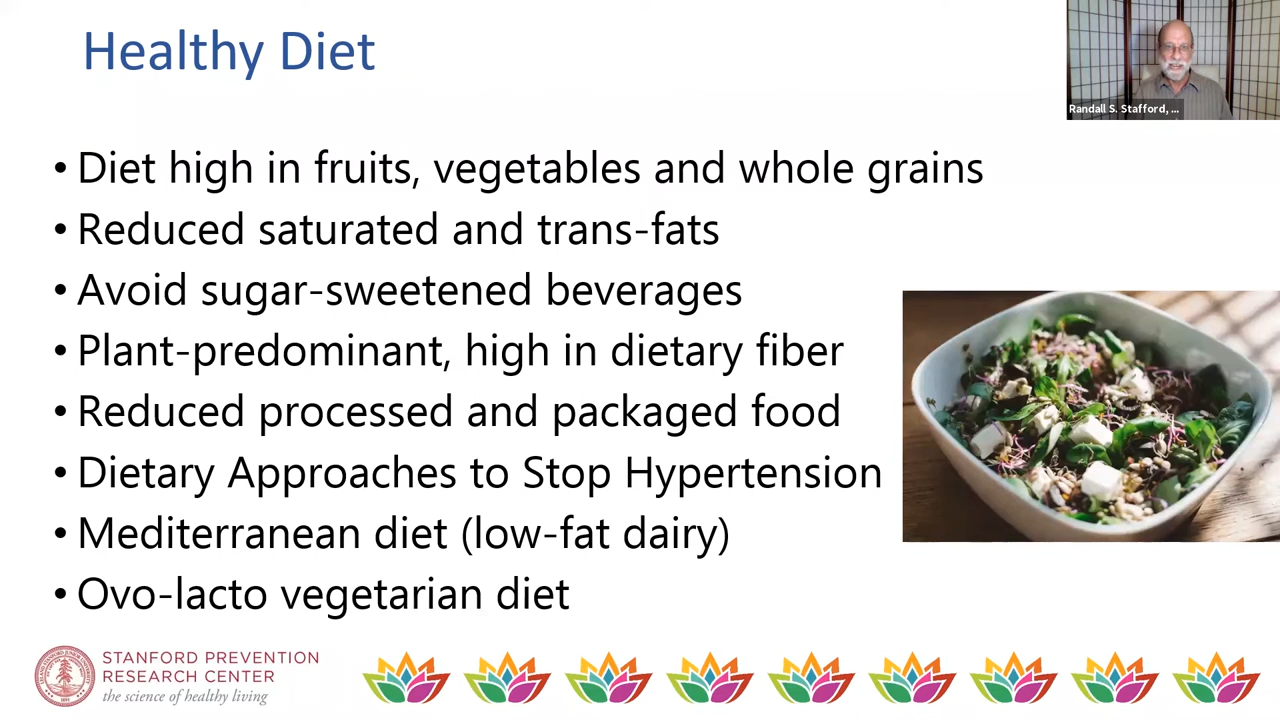 Healthy Diet
Randall S. Stafford, ...
• Diet high in fruits, vegetables and whole grains
• Reduced saturated and trans-fats
• Avoid sugar-sweetened beverages
• Plant-predominant, high in dietary fiber
• Reduced processed and packaged food
• Dietary Approaches to Stop Hypertension
• Mediterranean diet (low-fat dairy)
• Ovo-lacto vegetarian diet
STANFORD PREVENTION
RESEARCH CENTER
the science of healthy living